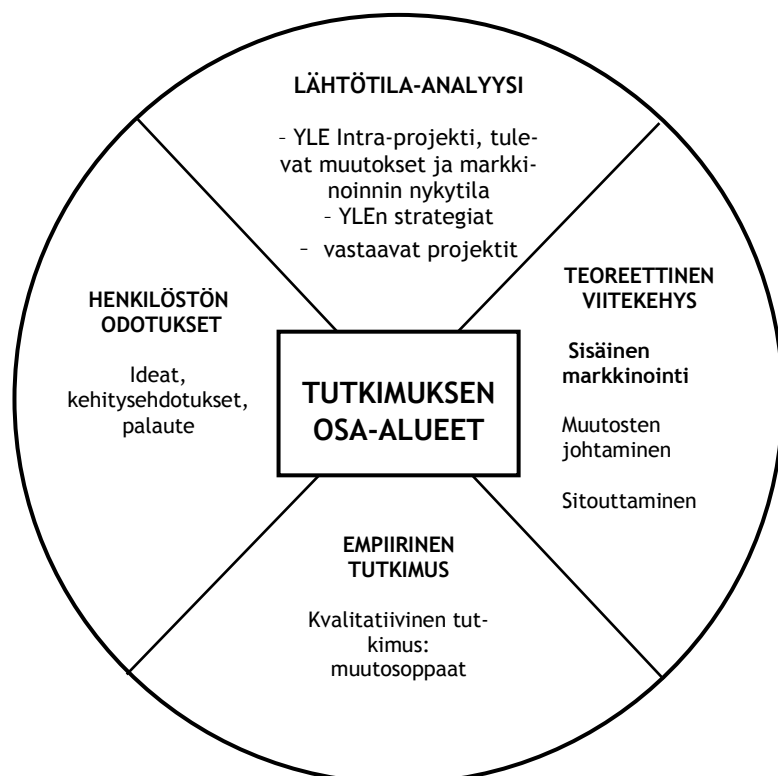 LÄHTÖTILA-ANALYYSI
- YLE Intra-projekti, tule-
vat muutokset ja markki-
noinnin nykytila
- YLEn strategiat
- vastaavat projektit
HENKILÖSTÖN
ODOTUKSET
Ideat,
kehitysehdotukset,
palaute
TUTKIMUKSEN
OSA-ALUEET
TEOREETTINEN
VIITEKEHYS
Sisäinen
markkinointi
Muutosten
johtaminen
Sitouttaminen
EMPIIRINEN
TUTKIMUS
Kvalitatiivinen tut-
kimus:
muutosoppaat